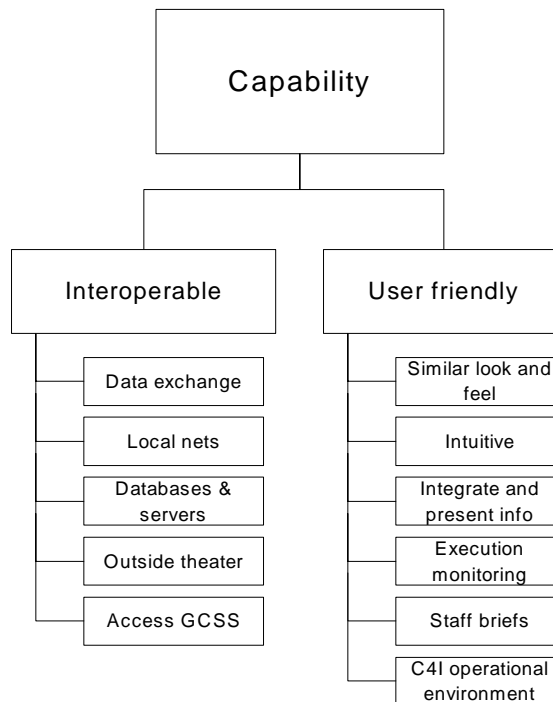 Capability
Interoperable
Data exchange
Local nets
Databases &
servers
Outside theater
Access GCSS
User friendly
Similar look and
feel
Intuitive
Integrate and
present info
Execution
monitoring
Staff briefs
C4I operational
environment